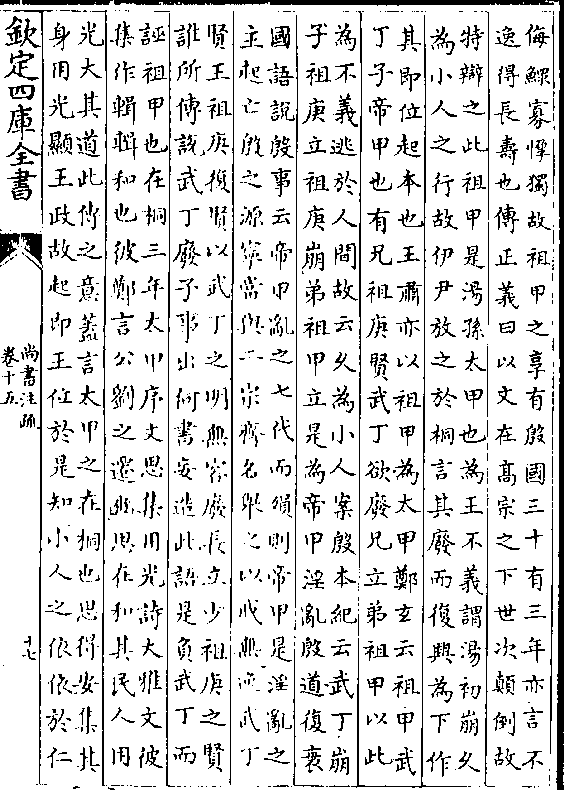 侮鰥寡惸獨故祖甲之享有殷國三十有三年亦言不
逸得長壽也傳正義曰以文在髙宗之下世次顛倒故
特辯之此祖甲是湯孫太甲也為王不義謂湯初崩久
為小人之行故伊尹放之於桐言其廢而復興為下作
其即位起本也王肅亦以祖甲為太甲鄭玄云祖甲武
丁子帝甲也有兄祖庚賢武丁欲廢兄立弟祖甲以此
為不義逃於人間故云久為小人案殷本紀云武丁崩
子祖庚立祖庚崩弟祖甲立是為帝甲淫亂殷道復衰
國語說殷事云帝甲亂之七代而殞則帝甲是淫亂之
主起亡殷之源寧當與二宗齊名舉之以戒無逸武丁
賢王祖庚復賢以武丁之明無容廢長立少祖庚之賢
誰所傳說武丁廢子事出何書妄造此語是負武丁而
誣祖甲也在桐三年太甲序文思集用光詩大雅文彼
集作輯輯和也彼鄭言公劉之遷豳思在和其民人用
光大其道此傳之意蓋言太甲之在桐也思得安集其
身用光顯王政故起即王位於是知小人之依依於仁
欽定四庫全書
尚書注疏
卷十五
十七